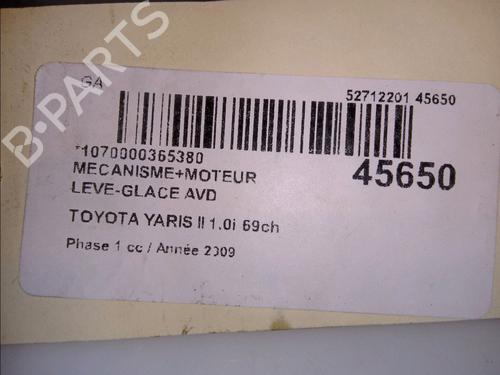 B-PARTS
GA
52712201 45650
*1070000365380
45650
MECANISME+MOTEUR
LEVE-GLACE AVD
TOYOTA YARIS II 1.0i 69ch
Phase 1 cc / Année 2009